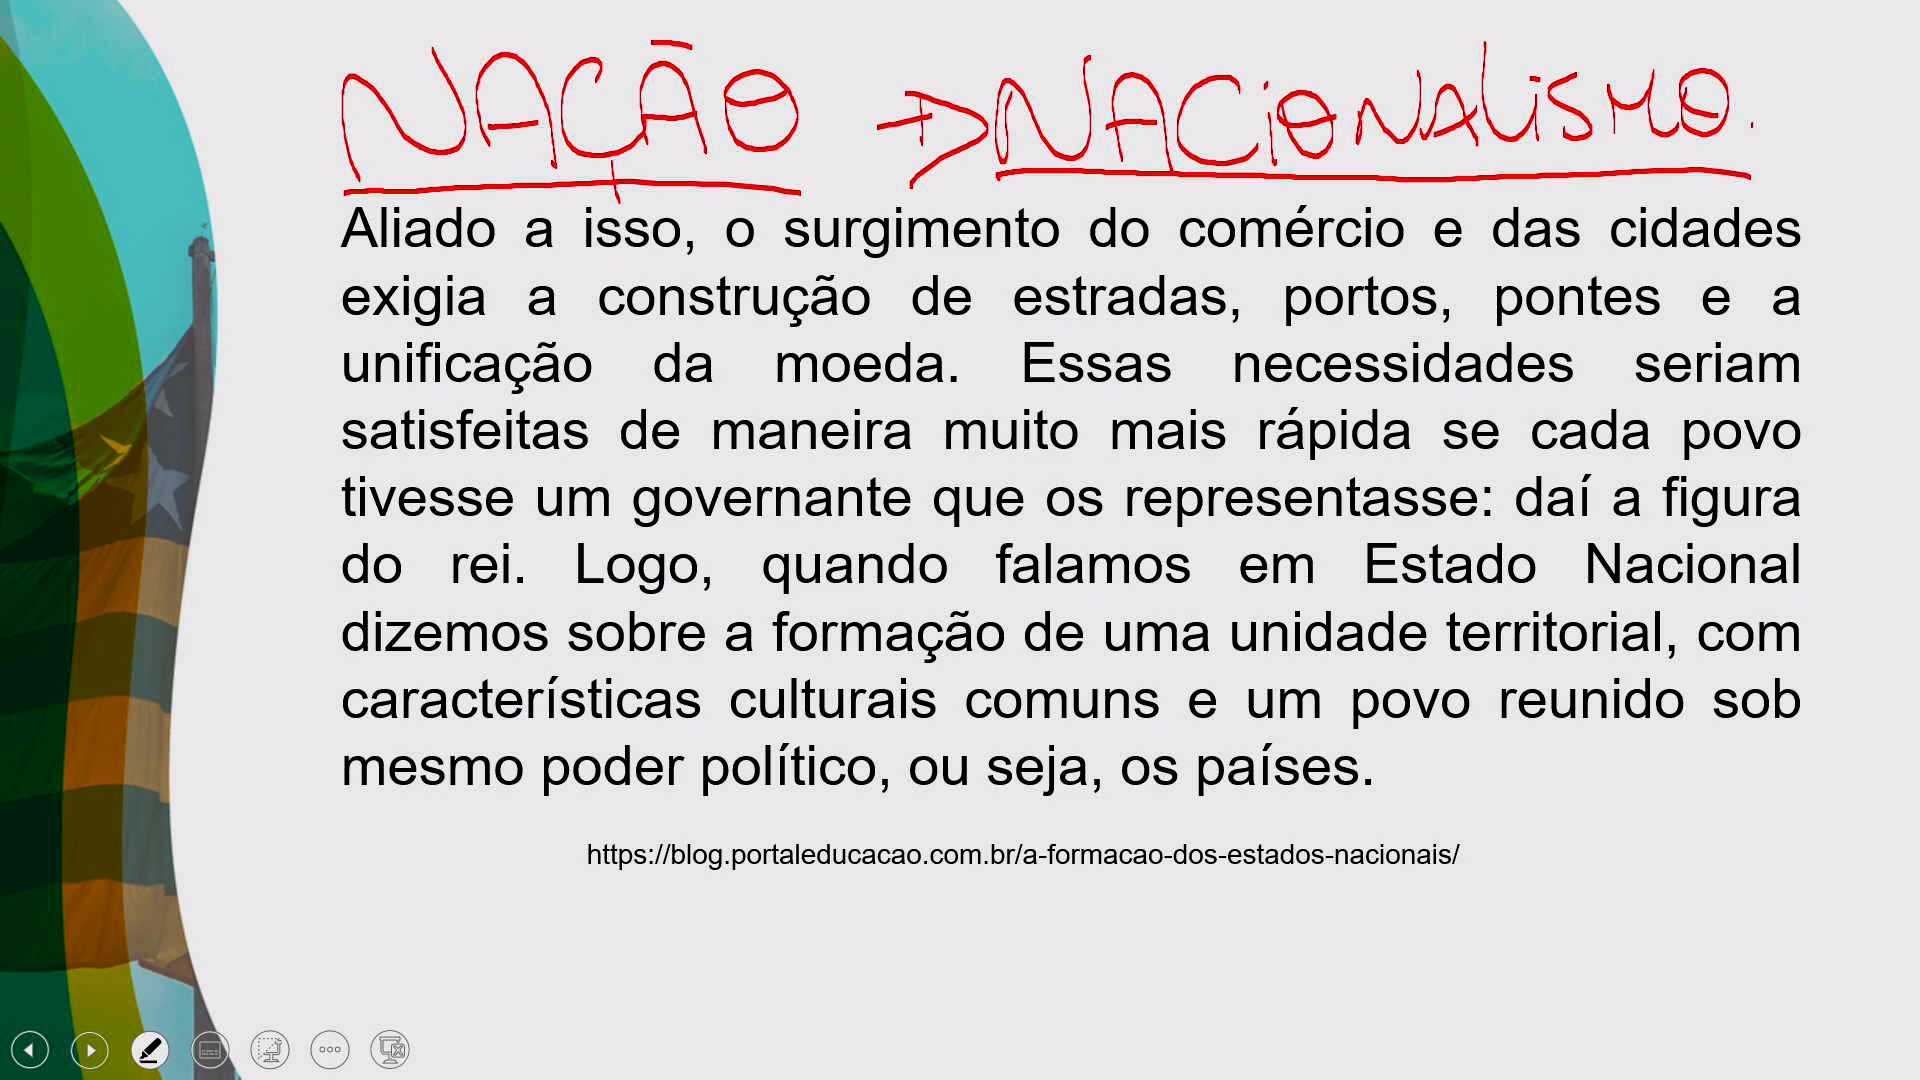 NAÇÃO → NACIONALISMO.
Aliado a isso, o surgimento do comércio e das cidades
exigia a construção de estradas, portos, pontes e a
unificação da moeda. Essas necessidades seriam
satisfeitas de maneira muito mais rápida se cada povo
tivesse um governante que os representasse: daí a figura
do rei. Logo, quando falamos em Estado Nacional
dizemos sobre a formação de uma unidade territorial, com
características culturais comuns e um povo reunido sob
mesmo poder político, ou seja, os países.
https://blog.portaleducacao.com.br/a-formacao-dos-estados-nacionais/